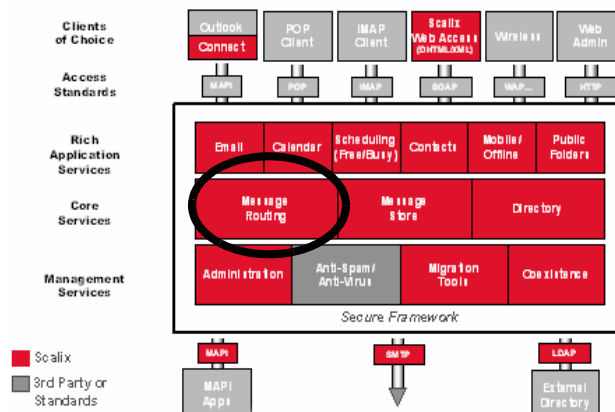 Clients
of Choice
Outlook
Connect
POP
Client
IMAP
Client
Scalix
Web Access
(DHTML/XML)
Wireless
Web
Admin
Access
Standards
MAPI
POP
IMAP
SOAP
WAP...
HTTP
Rich
Application
Services
Email
Calendar
Scheduling
(Free/Busy)
Contacts
Mobile/
Offline
Public
Folders
Core
Services
Message
Routing
Message
Store
Directory
Management
Services
Administration
Anti-Spam/
Anti-Virus
Migration
Tools
Coexistence
Secure Framework
MAPI
SMTP
LDAP
Scalix
3rd Party or
Standards
MAPI
Apps
External
Directory